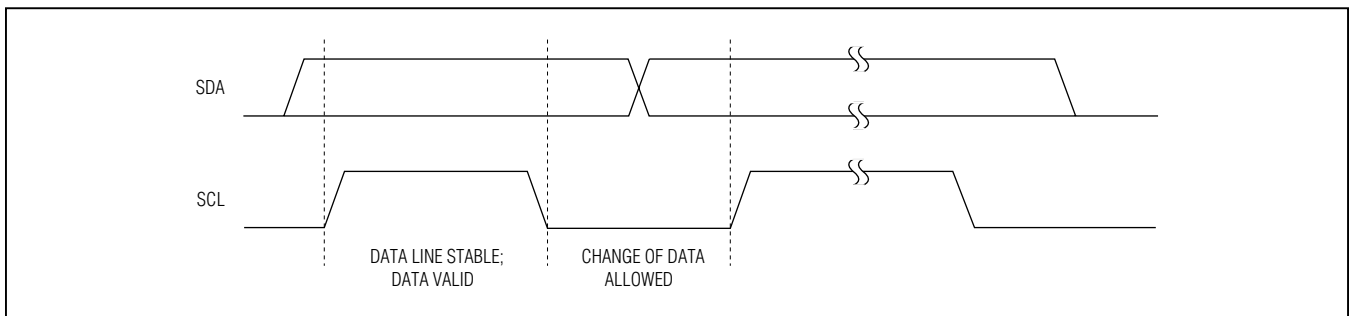 SDA
SCL
DATA LINE STABLE;
DATA VALID
CHANGE OF DATA
ALLOWED